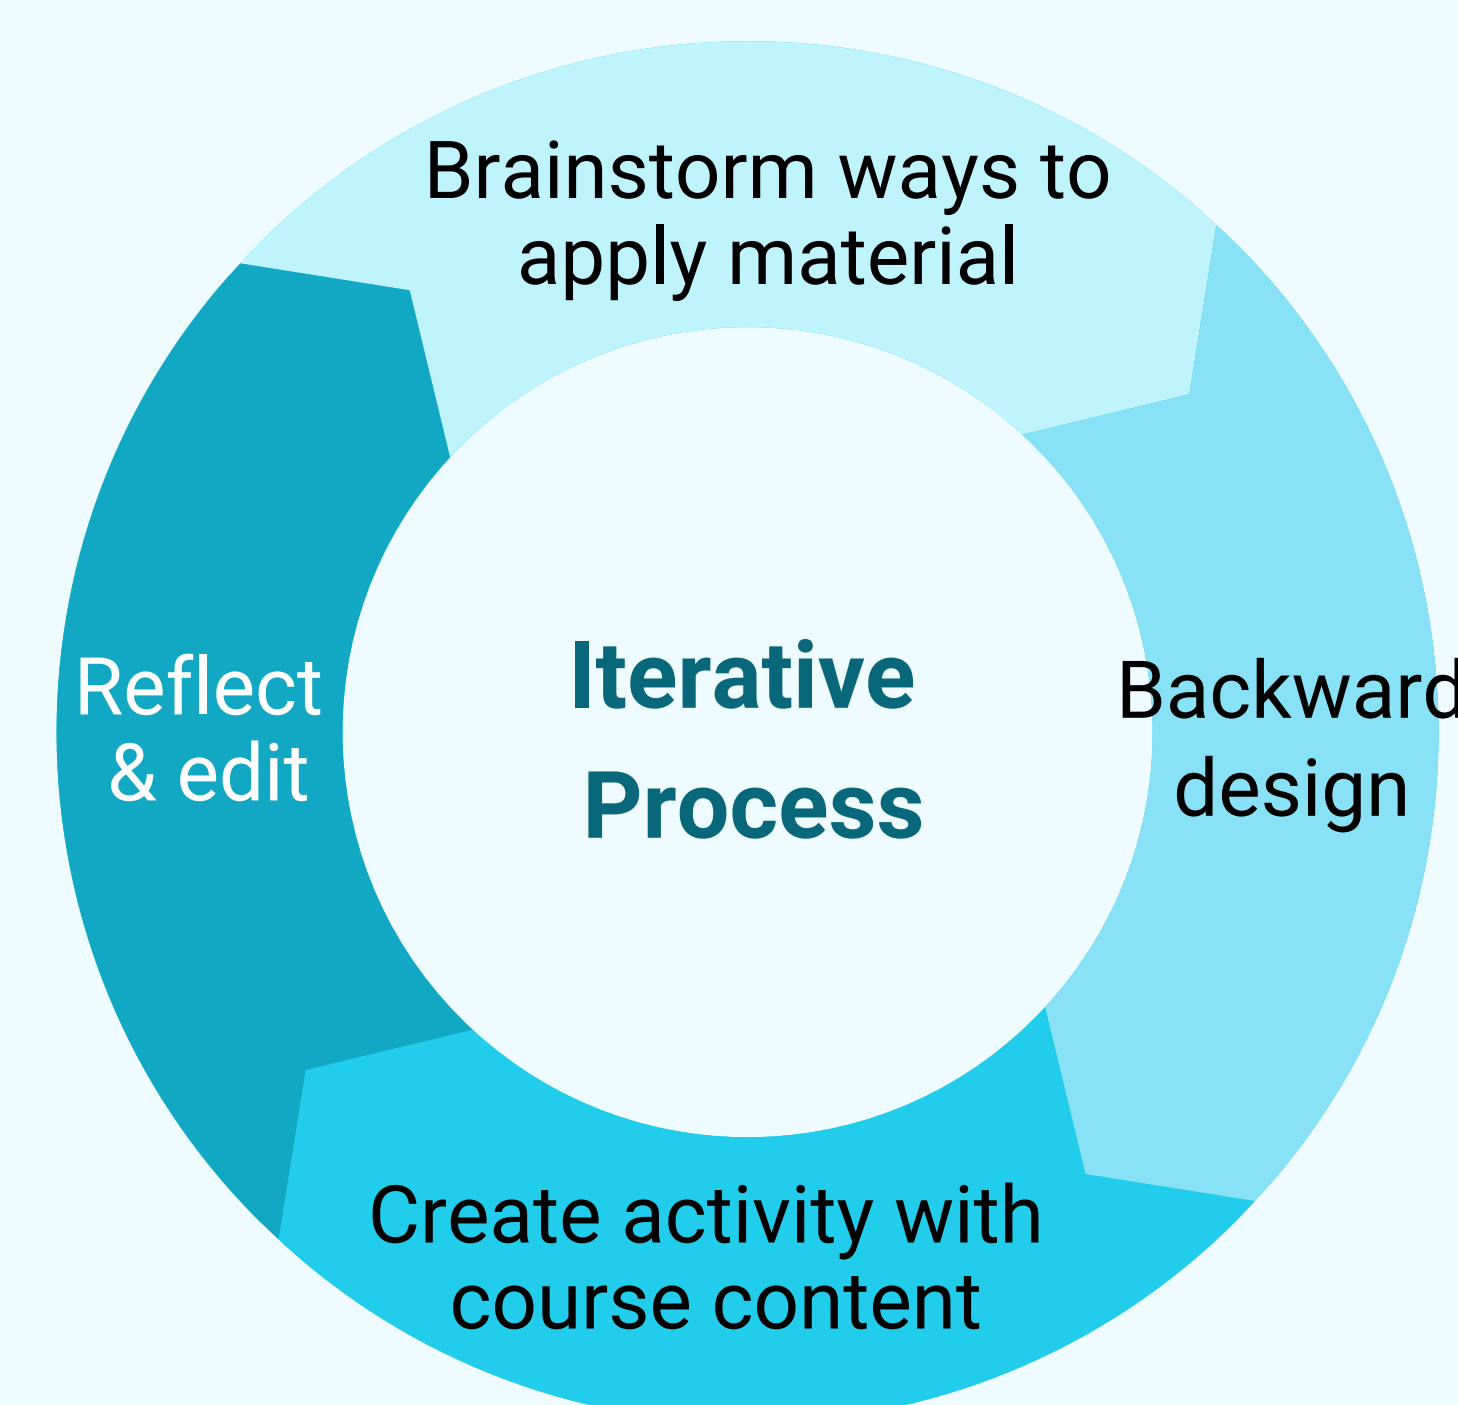 Brainstorm ways to
apply material
Reflect
& edit
Iterative
Process
Backward
design
Create activity with
course content